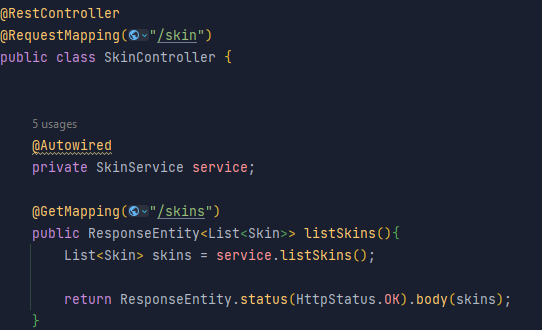 @RestController
@RequestMapping("/skin")
public class SkinController {
5 usages
@Autowired
private SkinService service;
@GetMapping("/skins")
public ResponseEntity<List<Skin>> listSkins(){
List<Skin> skins = service.listSkins();
return ResponseEntity.status(HttpStatus.OK).body(skins);
}